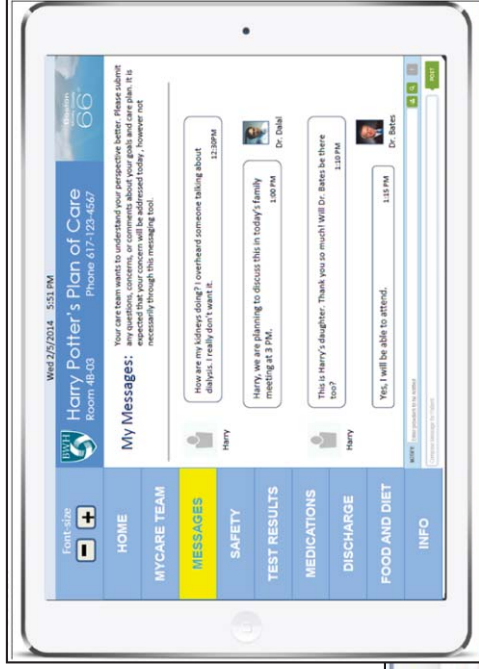 Wed 2/5/2014 5:51 PM
Font-size
- +
BWH
Harry Potter's Plan of Care
Room 4B-03 Phone 617-123-4567
Boston
66°
HOME
MYCARE TEAM
MESSAGES
SAFETY
TEST RESULTS
MEDICATIONS
DISCHARGE
FOOD AND DIET
INFO
My Messages:
Your care team wants to understand your perspective better. Please submit
any questions, concerns, or comments about your goals and care plan. It is
expected that your concern will be addressed today, however not
necessarily through this messaging tool.
How are my kidneys doing? I overheard someone talking about
dialysis. I really don't want it.
12:30PM
Harry
Harry, we are planning to discuss this in today's family
meeting at 3 PM.
1:00 PM
Dr. Dalal
This is Harry's daughter. Thank you so much! Will Dr. Bates be there
too?
1:10 PM
Harry
Yes, I will be able to attend.
1:15 PM
Dr. Bates
NOTIFY
POST